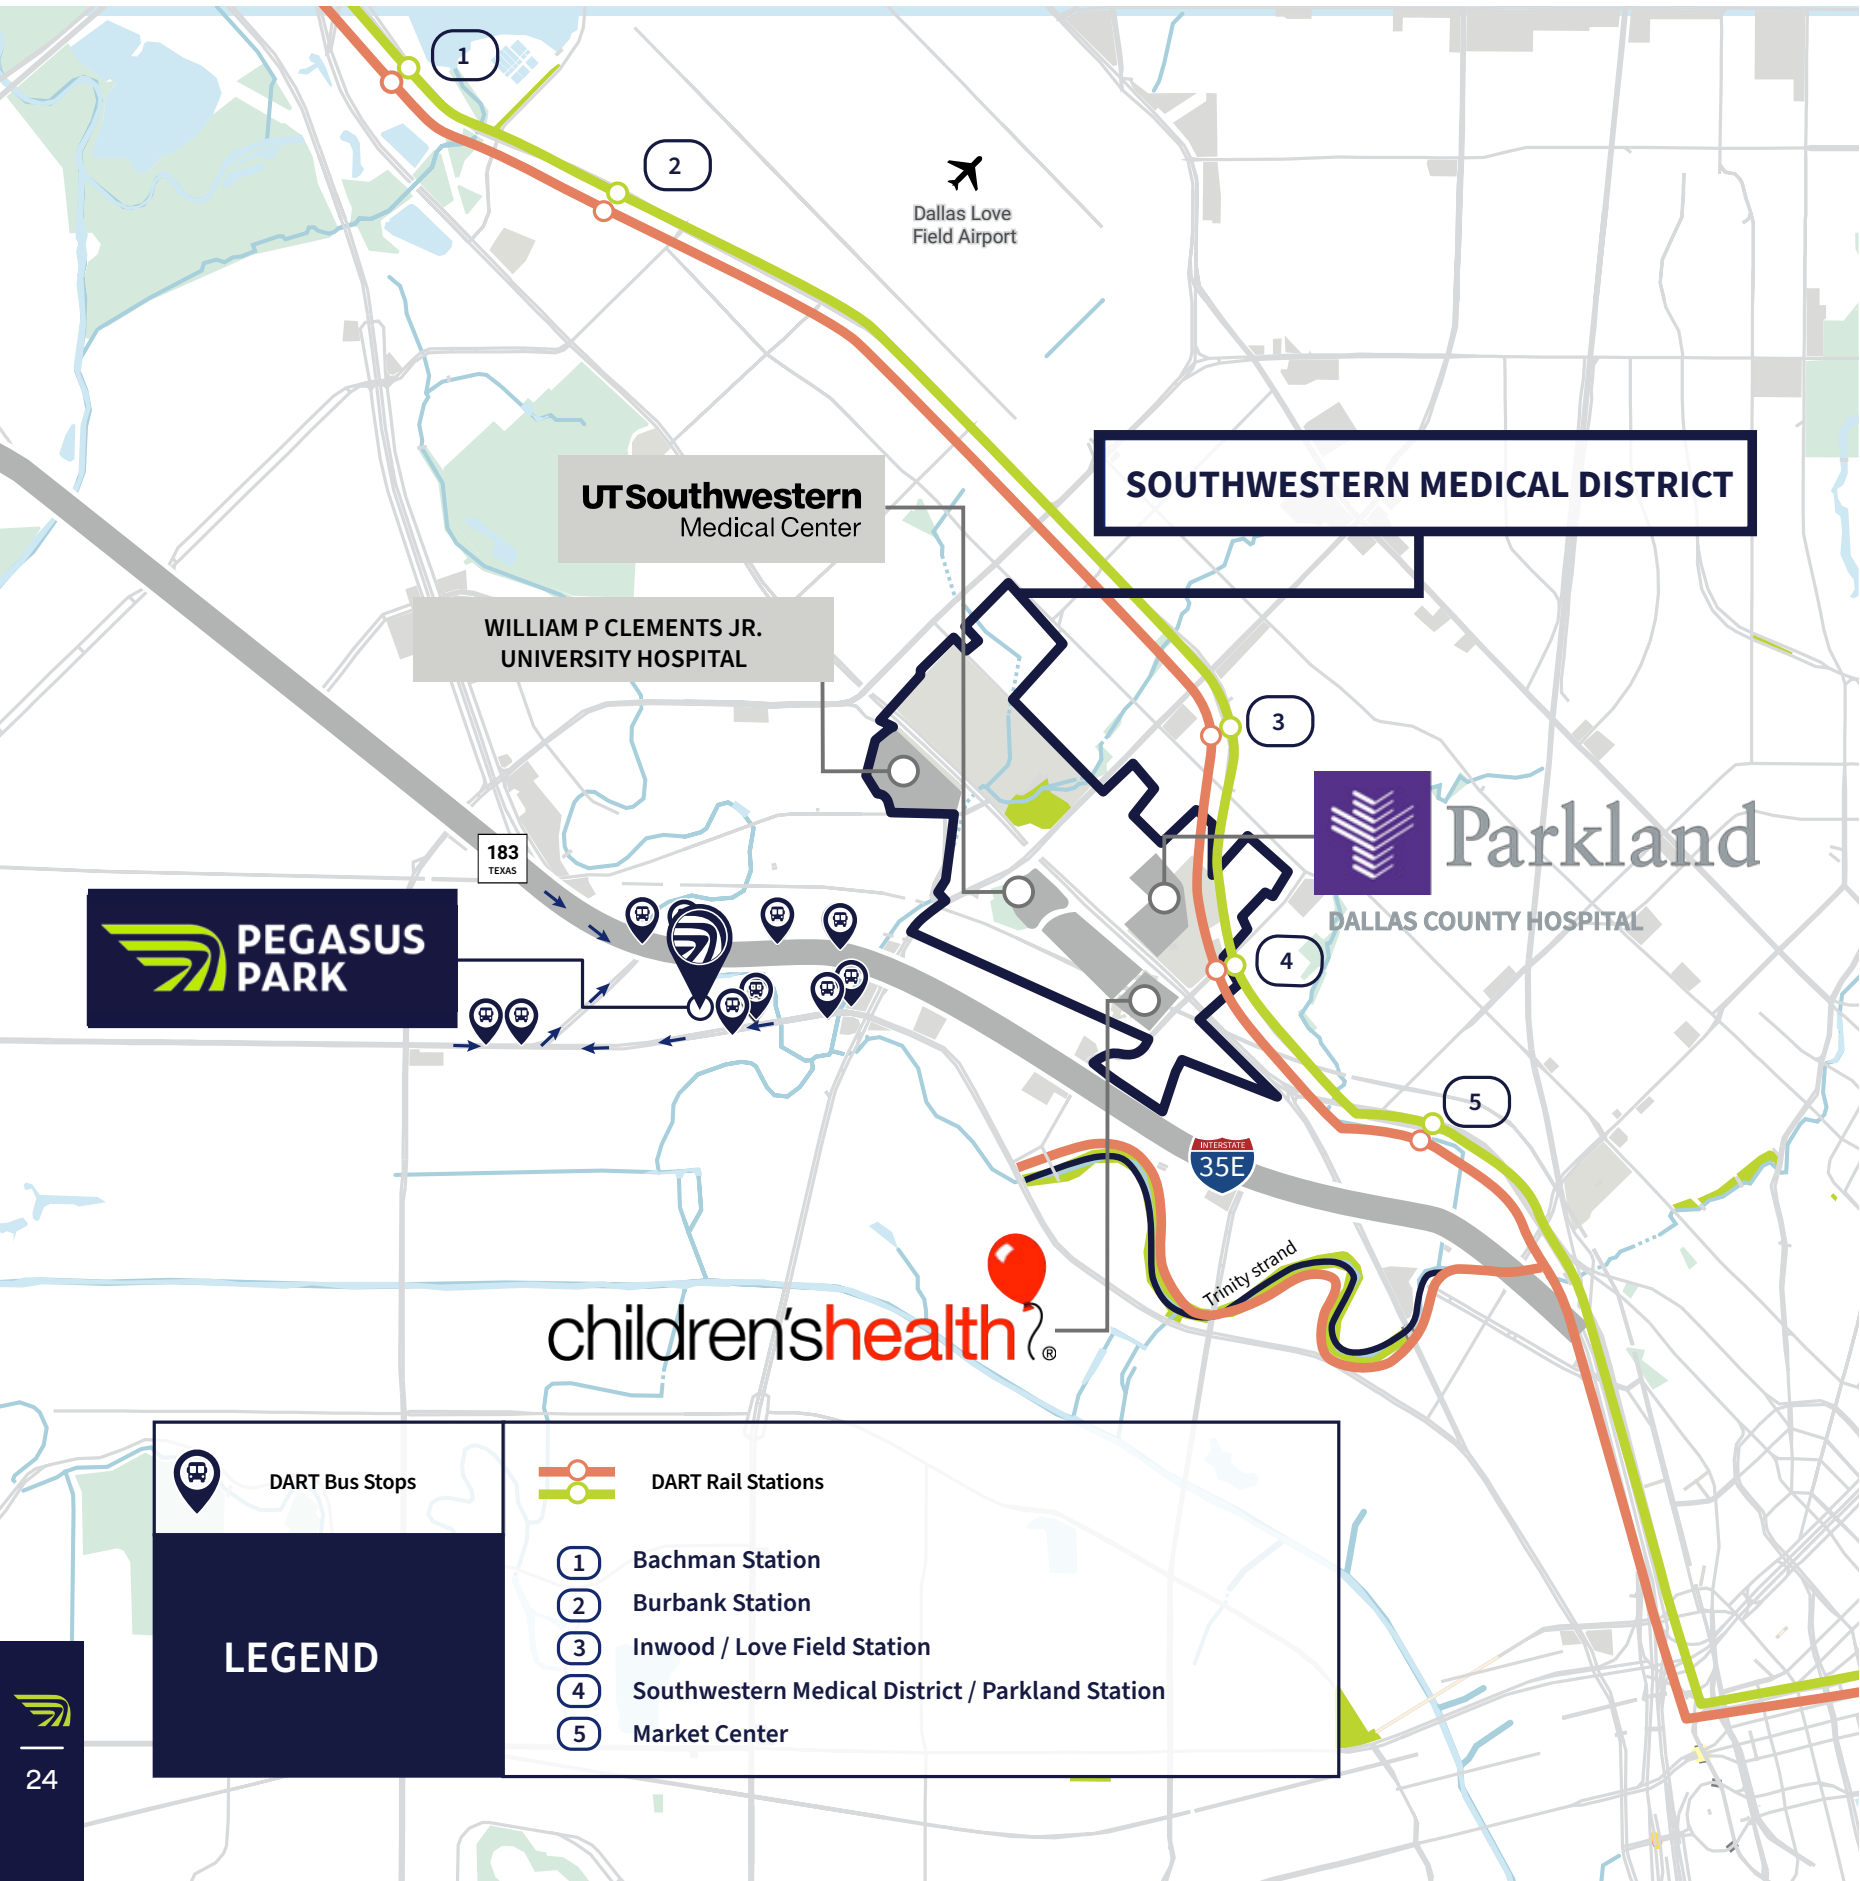 1
2
Dallas Love
Field Airport
SOUTHWESTERN MEDICAL DISTRICT
UTSouthwestern
Medical Center
WILLIAM P CLEMENTS JR.
UNIVERSITY HOSPITAL
3
Parkland
DALLAS COUNTY HOSPITAL
183
TEXAS
PEGASUS
PARK
4
5
INTERSTATE
35E
Trinity strand
children'shealth®
DART Bus Stops
DART Rail Stations
LEGEND
1 Bachman Station
2 Burbank Station
3 Inwood / Love Field Station
4 Southwestern Medical District / Parkland Station
5 Market Center
24